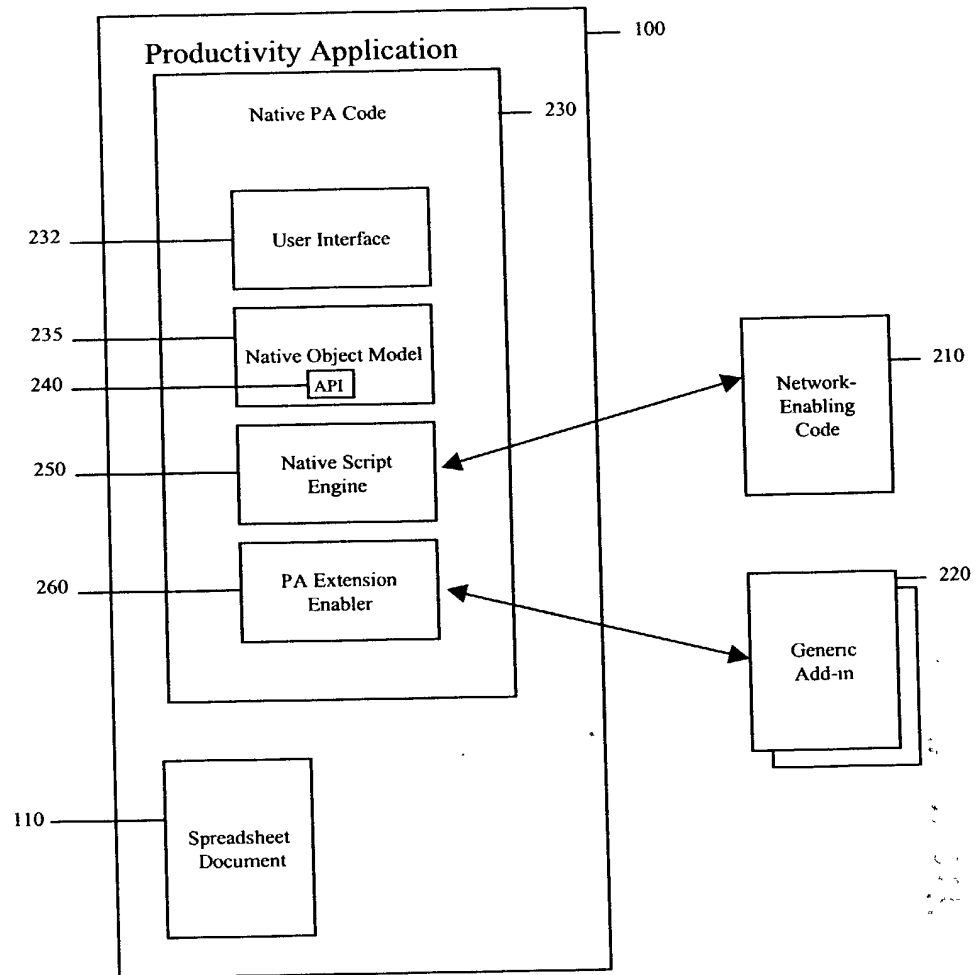 100
Productivity Application
Native PA Code
230
232
User Interface
235
Native Object Model
240
API
210
Network-
Enabling
Code
250
Native Script
Engine
260
PA Extension
Enabler
220
Generic
Add-in
110
Spreadsheet
Document